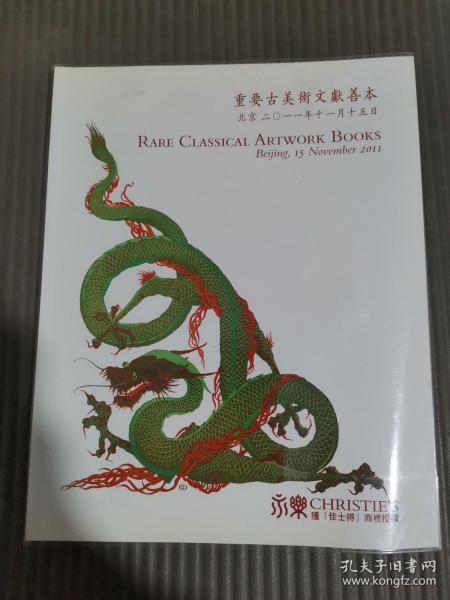 重要古美術文獻善本
北京 二〇一一年十一月十五日
RARE CLASSICAL ARTWORK BOOKS
Beijing, 15 November 2011
永樂 CHRISTIE'S
獲「佳士得」商標授權
孔夫子旧书网
www.kongfz.com